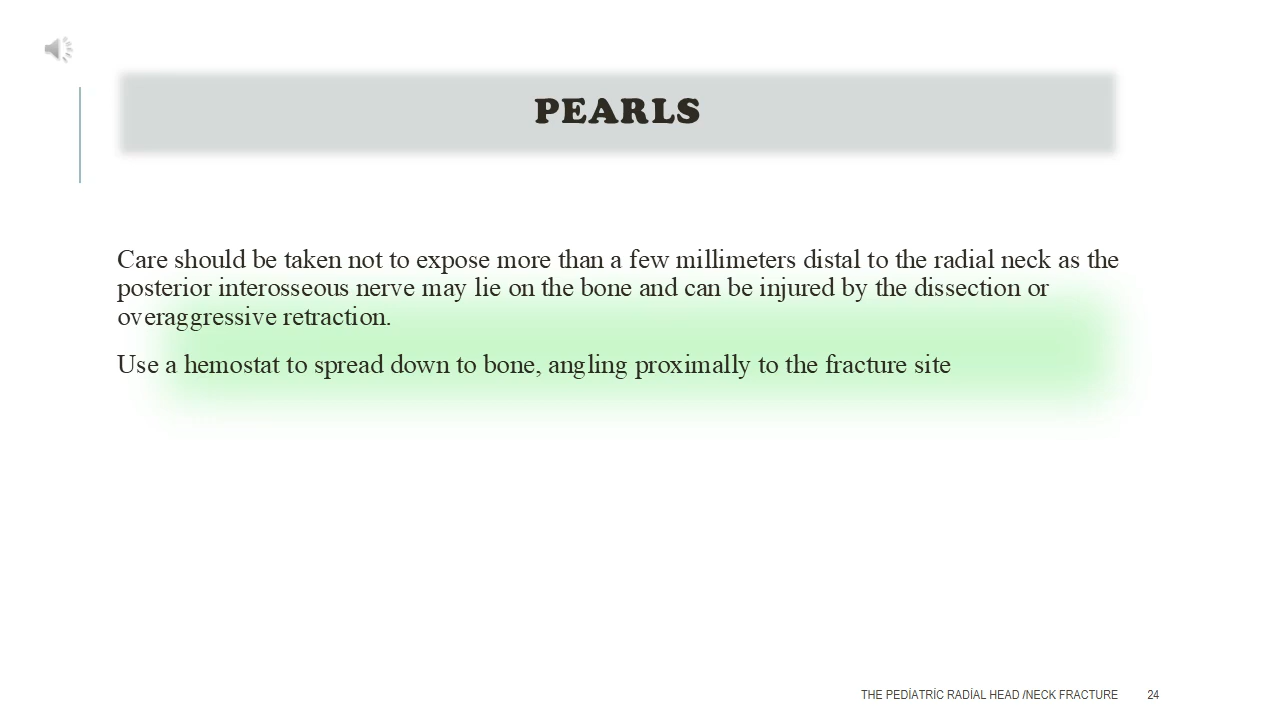 PEARLS
Care should be taken not to expose more than a few millimeters distal to the radial neck as the
posterior interosseous nerve may lie on the bone and can be injured by the dissection or
overaggressive retraction.
Use a hemostat to spread down to bone, angling proximally to the fracture site
THE PEDİATRİC RADİAL HEAD /NECK FRACTURE 24